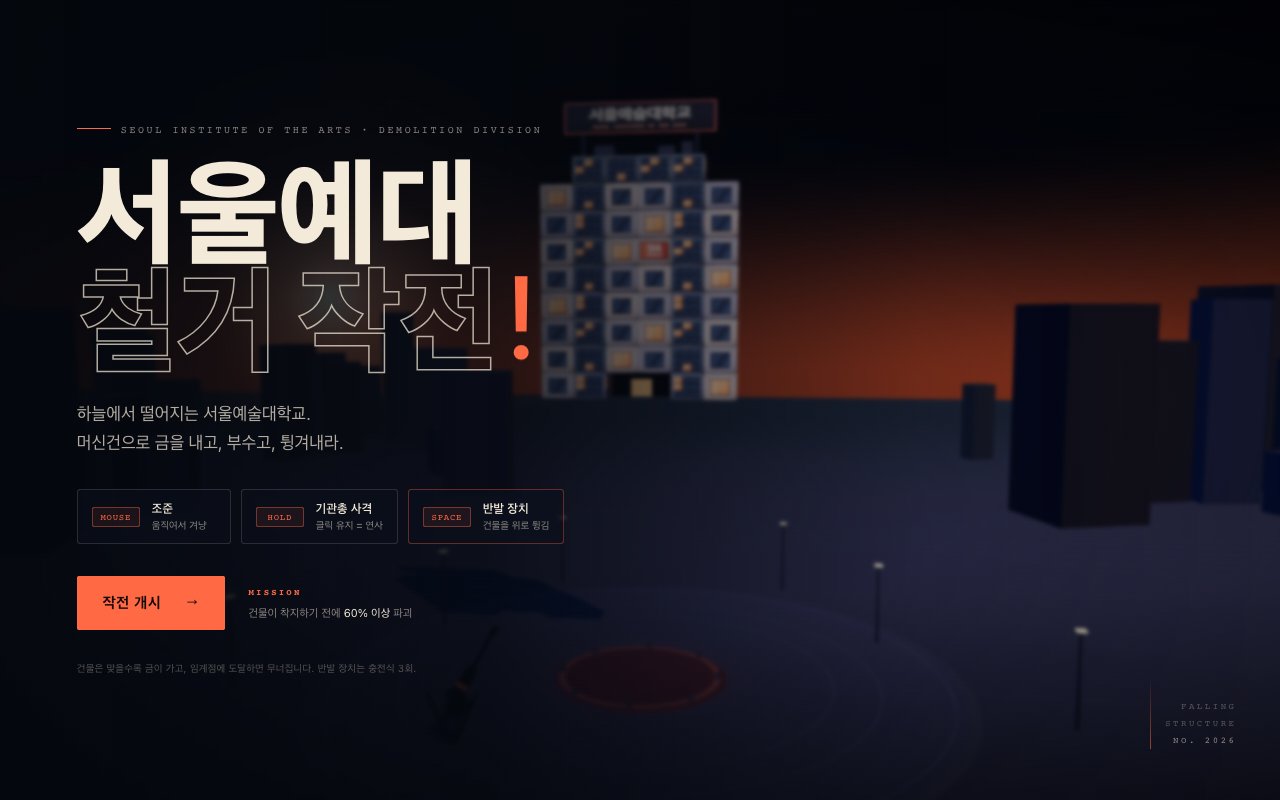 서울예술대학교
SEOUL INSTITUTE OF THE ARTS · DEMOLITION DIVISION
서울예대
철거 작전!
하늘에서 떨어지는 서울예술대학교.
머신건으로 금을 내고, 부수고, 튕겨내라.
MOUSE 조준
움직여서 겨냥
HOLD 기관총 사격
클릭 유지 = 연사
SPACE 반발 장치
건물을 위로 튕김
작전 개시 →
MISSION
건물이 착지하기 전에 60% 이상 파괴
건물은 맞을수록 금이 가고, 임계점에 도달하면 무너집니다. 반발 장치는 충전식 3회.
FALLING
STRUCTURE
NO. 2026